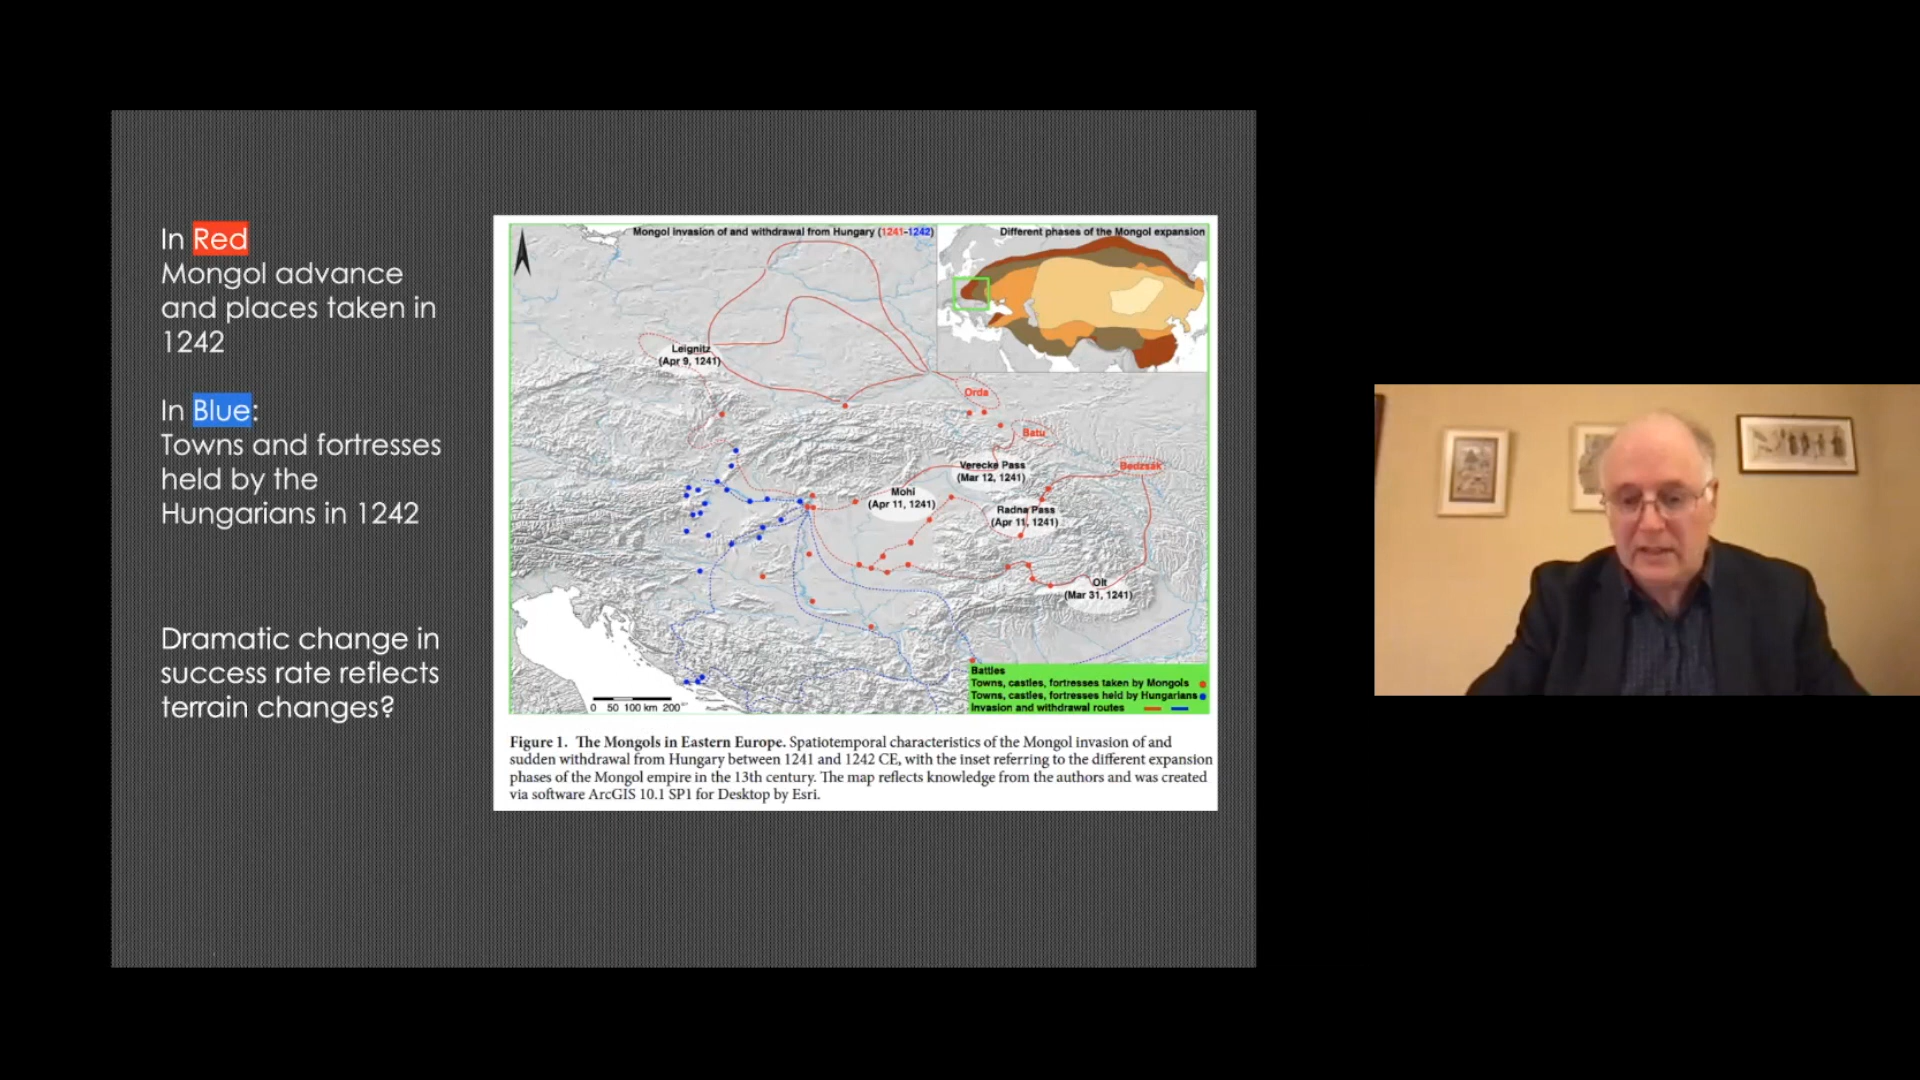 In Red
Mongol advance
and places taken in
1242
In Blue:
Towns and fortresses
held by the
Hungarians in 1242
Dramatic change in
success rate reflects
terrain changes?
Mongol invasion of and withdrawal from Hungary (1241-1242)
Different phases of the Mongol expansion
Leignitz
(Apr 9, 1241)
Orda
Batu
Verecke Pass
(Mar 12, 1241)
Bedzsák
Mohi
(Apr 11, 1241)
Radna Pass
(Apr 11, 1241)
Olt
(Mar 31, 1241)
Battles
Towns, castles, fortresses taken by Mongols
Towns, castles, fortresses held by Hungarians
Invasion and withdrawal routes
0 50 100 km 200
Figure 1. The Mongols in Eastern Europe. Spatiotemporal characteristics of the Mongol invasion of and
sudden withdrawal from Hungary between 1241 and 1242 CE, with the inset referring to the different expansion
phases of the Mongol empire in the 13th century. The map reflects knowledge from the authors and was created
via software ArcGIS 10.1 SP1 for Desktop by Esri.